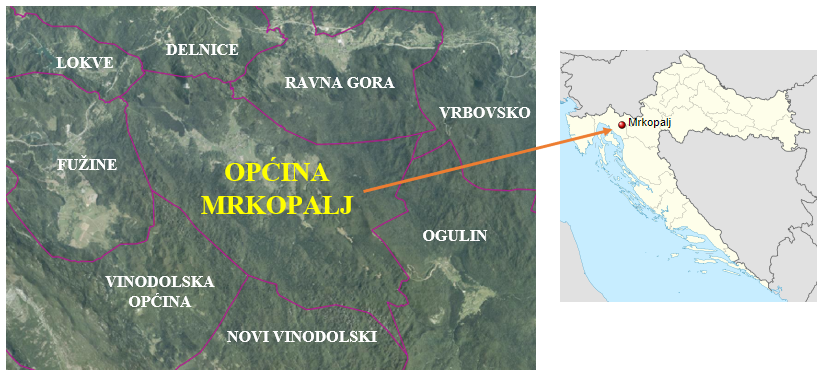 DELNICE
LOKVE
RAVNA GORA
VRBOVSKO
FUŽINE
OPĆINA
MRKOPALJ
OGULIN
VINODOLSKA
OPĆINA
NOVI VINODOLSKI
Mrkopalj